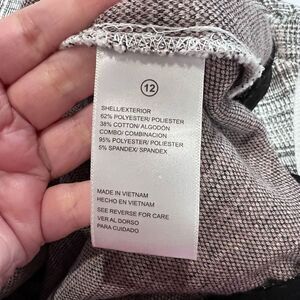 12
SHELL/EXTERIOR
62% POLYESTER/ POLIESTER
38% COTTON/ ALGODÓN
COMBO/ COMBINACION
95% POLYESTER/ POLIESTER
5% SPANDEX/ SPANDEX
MADE IN VIETNAM
HECHO EN VIETNAM
SEE REVERSE FOR CARE
VER AL DORSO
PARA CUIDADO